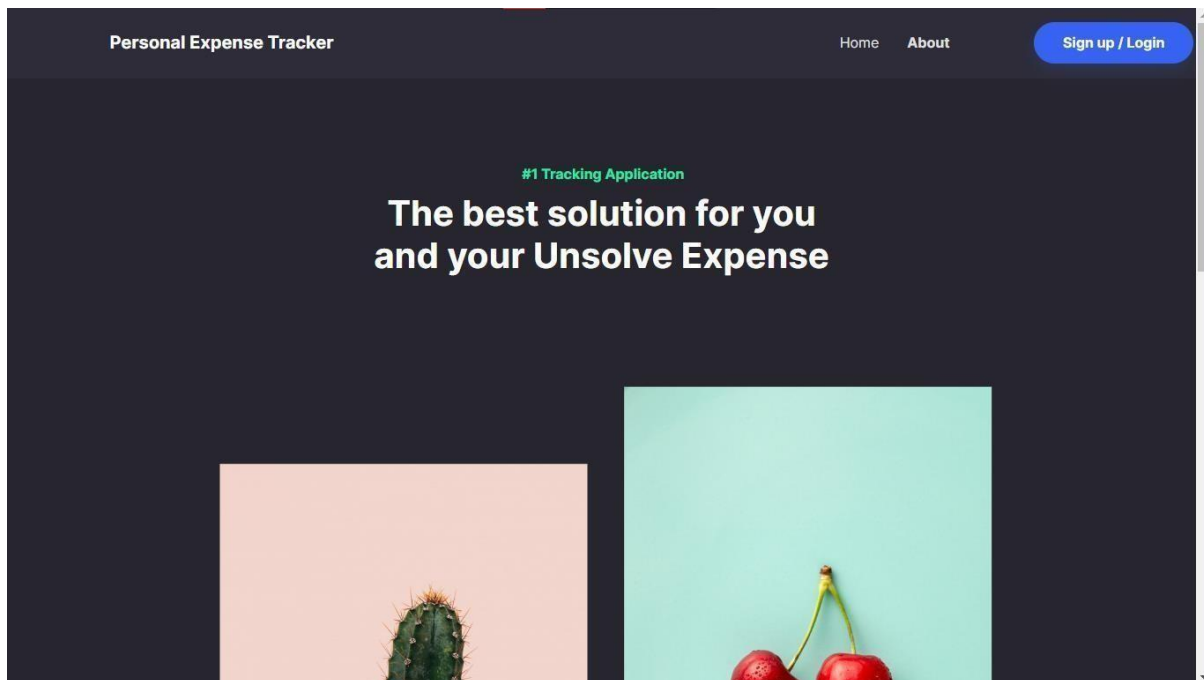 Personal Expense Tracker
Home
About
Sign up / Login
#1 Tracking Application
The best solution for you
and your Unsolve Expense